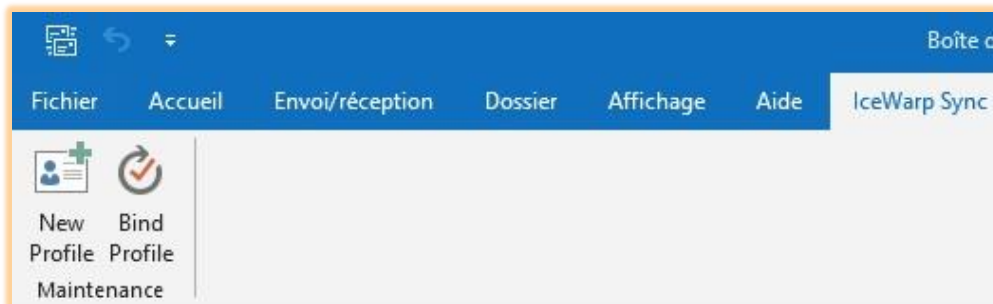 Boîte
Fichier Accueil Envoi/réception Dossier Affichage Aide IceWarp Sync
New Bind
Profile Profile
Maintenance